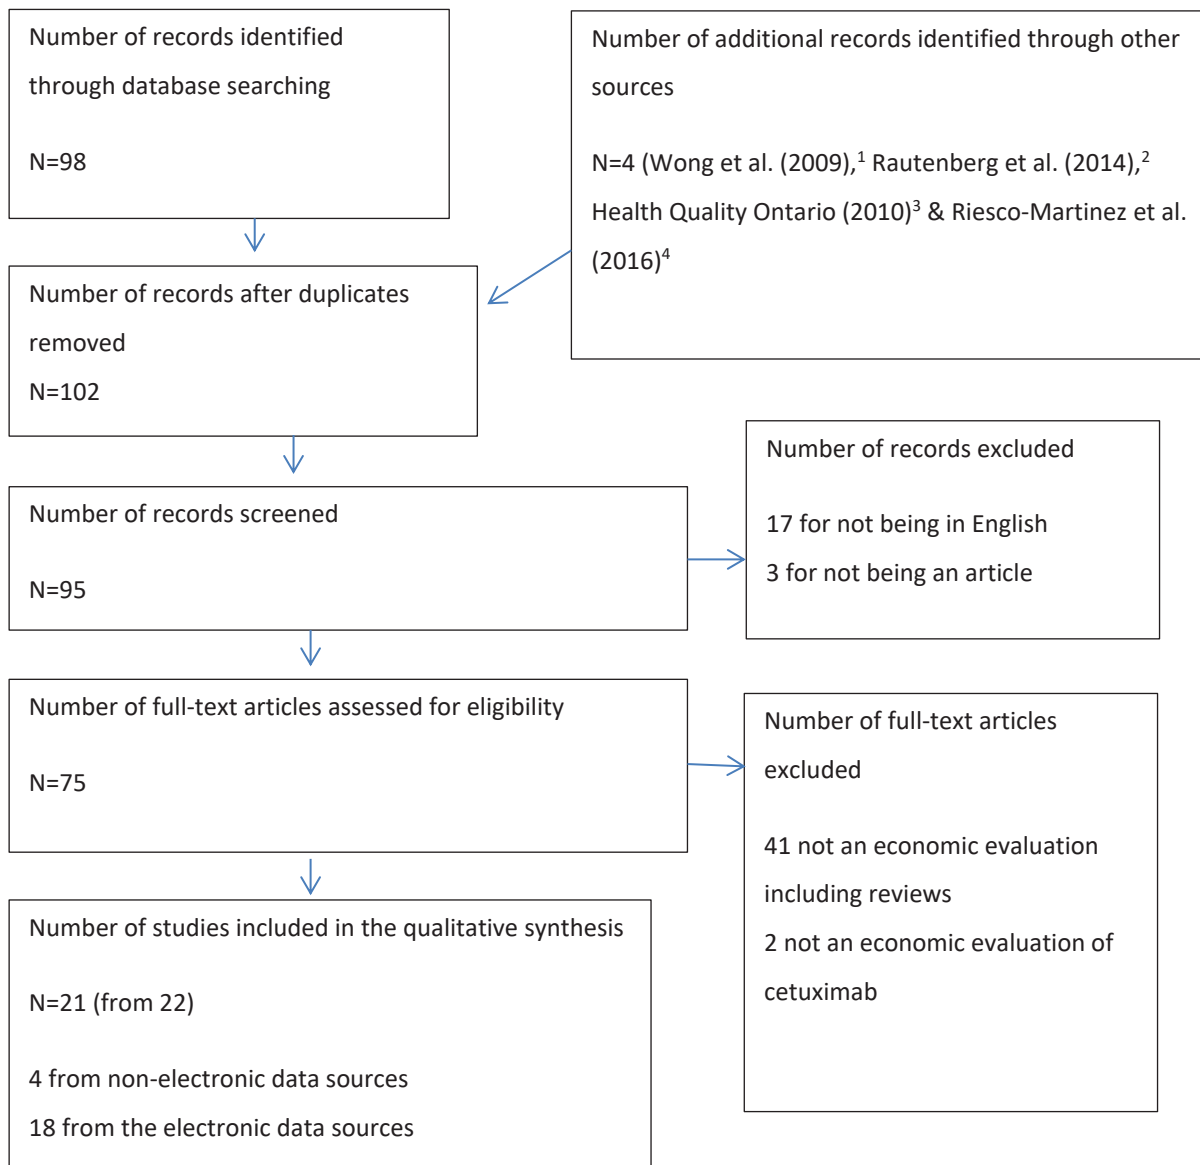 Number of records identified
through database searching
N=98
Number of additional records identified through other
sources
N=4 (Wong et al. (2009),¹ Rautenberg et al. (2014),²
Health Quality Ontario (2010)³ & Riesco-Martinez et al.
(2016)⁴
Number of records after duplicates
removed
N=102
Number of records screened
N=95
Number of records excluded
17 for not being in English
3 for not being an article
Number of full-text articles assessed for eligibility
N=75
Number of full-text articles
excluded
41 not an economic evaluation
including reviews
2 not an economic evaluation of
cetuximab
Number of studies included in the qualitative synthesis
N=21 (from 22)
4 from non-electronic data sources
18 from the electronic data sources